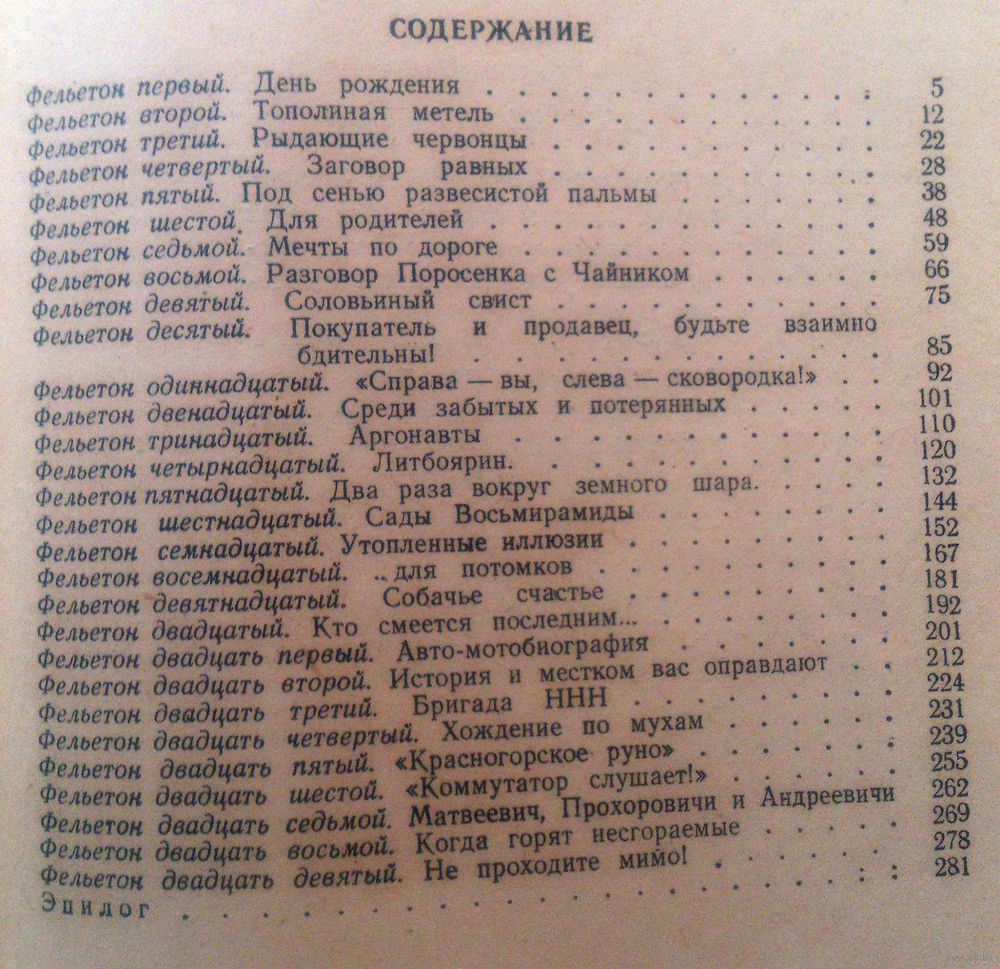 СОДЕРЖАНИЕ
Фельетон первый. День рождения . . . . . . . . . . . . 5
Фельетон второй. Тополиная метель . . . . . . . . . . . 12
Фельетон третий. Рыдающие червонцы . . . . . . . . . . 22
Фельетон четвертый. Заговор равных . . . . . . . . . . 28
Фельетон пятый. Под сенью развесистой пальмы . . . . . . 38
Фельетон шестой. Для родителей . . . . . . . . . . . . 48
Фельетон седьмой. Мечты по дороге . . . . . . . . . . . 59
Фельетон восьмой. Разговор Поросенка с Чайником . . . . . 66
Фельетон девятый. Соловьиный свист . . . . . . . . . . 75
Фельетон десятый. Покупатель и продавец, будьте взаимно
бдительны! . . . . . . . . . . . . 85
Фельетон одиннадцатый. «Справа — вы, слева — сковородка!» . . 92
Фельетон двенадцатый. Среди забытых и потерянных . . . . . 101
Фельетон тринадцатый. Аргонавты . . . . . . . . . . . 110
Фельетон четырнадцатый. Литбоярин. . . . . . . . . . . 120
Фельетон пятнадцатый. Два раза вокруг земного шара. . . . . 132
Фельетон шестнадцатый. Сады Восьмирамиды . . . . . . . 144
Фельетон семнадцатый. Утопленные иллюзии . . . . . . . . 152
Фельетон восемнадцатый. ...для потомков . . . . . . . . . 167
Фельетон девятнадцатый. Собачье счастье . . . . . . . . 181
Фельетон двадцатый. Кто смеется последним... . . . . . . . 192
Фельетон двадцать первый. Авто-мотобиография . . . . . . 201
Фельетон двадцать второй. История и местком вас оправдают . . 212
Фельетон двадцать третий. Бригада ННН . . . . . . . . 224
Фельетон двадцать четвертый. Хождение по мухам . . . . . 231
Фельетон двадцать пятый. «Красногорское руно» . . . . . . 239
Фельетон двадцать шестой. «Коммутатор слушает!» . . . . . 255
Фельетон двадцать седьмой. Матвеевич, Прохоровичи и Андреевичи 262
Фельетон двадцать восьмой. Когда горят несгораемые . . . . . 269
Фельетон двадцать девятый. Не проходите мимо! . . . . . . 278
Эпилог . . . . . . . . . . . . . . . . . . . . 281